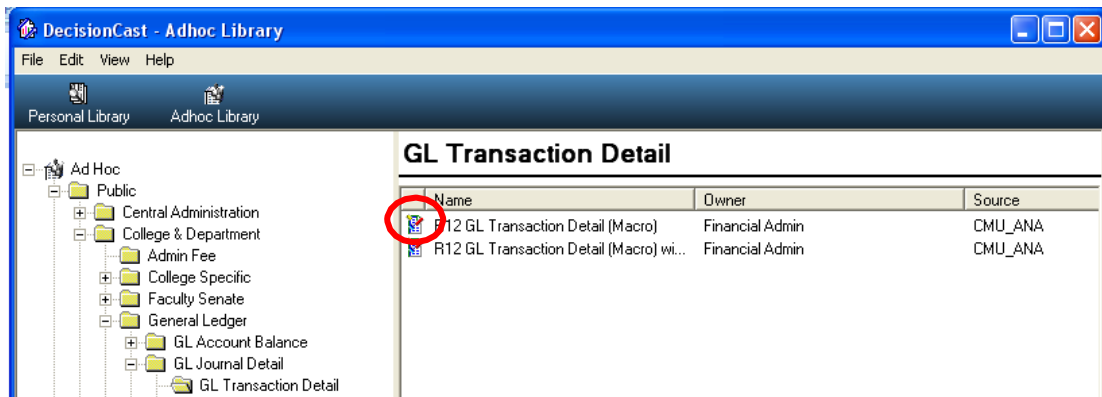 DecisionCast - Adhoc Library
File Edit View Help
Personal Library Adhoc Library
Ad Hoc
Public
Central Administration
College & Department
Admin Fee
College Specific
Faculty Senate
General Ledger
GL Account Balance
GL Journal Detail
GL Transaction Detail
GL Transaction Detail
Name Owner Source
R12 GL Transaction Detail (Macro) Financial Admin CMU_ANA
R12 GL Transaction Detail (Macro) wi... Financial Admin CMU_ANA